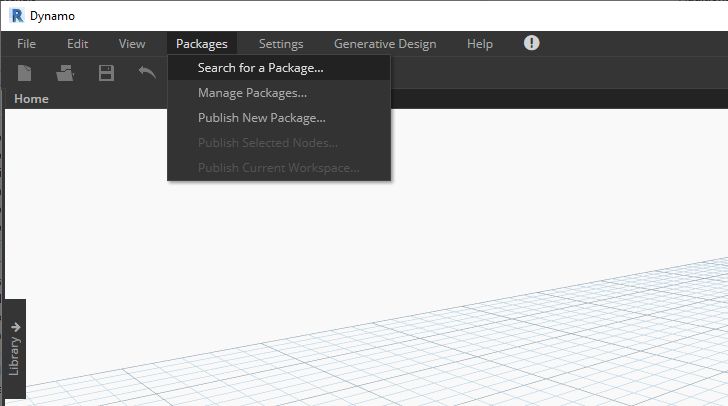 Dynamo
File Edit View Packages Settings Generative Design Help
Search for a Package...
Home
Manage Packages...
Publish New Package...
Publish Selected Nodes...
Publish Current Workspace...
Library